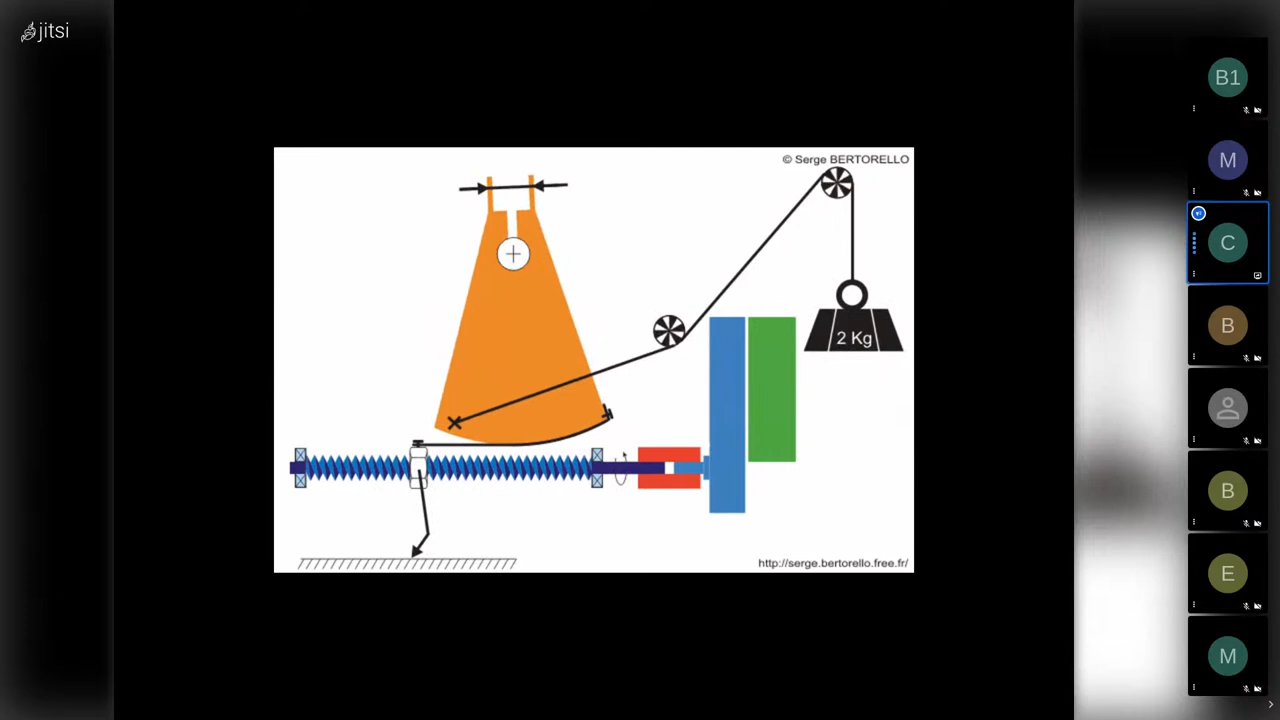 jitsi
© Serge BERTORELLO
2 Kg
http://serge.bertorello.free.fr/
B1
M
C
B
B
E
M